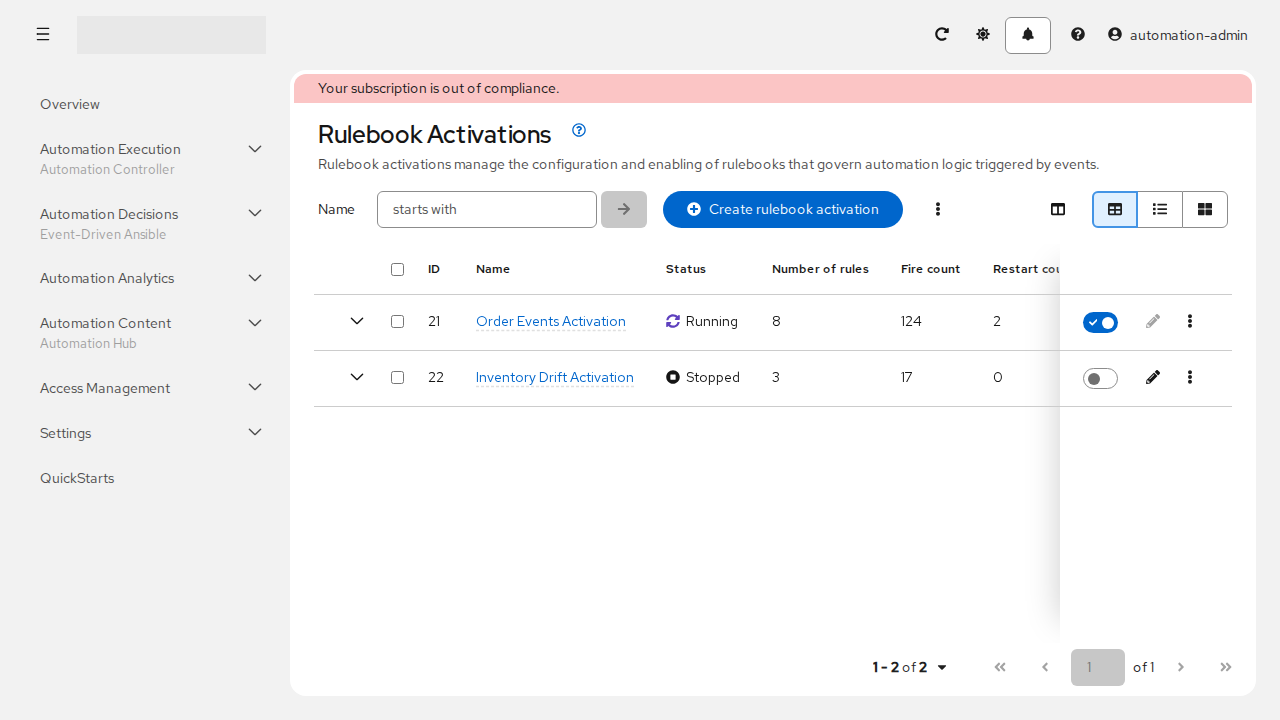 automation-admin
Overview
Automation Execution
Automation Controller
Automation Decisions
Event-Driven Ansible
Automation Analytics
Automation Content
Automation Hub
Access Management
Settings
QuickStarts
Your subscription is out of compliance.
Rulebook Activations
Rulebook activations manage the configuration and enabling of rulebooks that govern automation logic triggered by events.
Name starts with Create rulebook activation
ID Name Status Number of rules Fire count Restart cou
21 Order Events Activation Running 8 124 2
22 Inventory Drift Activation Stopped 3 17 0
1 - 2 of 2 1 of 1